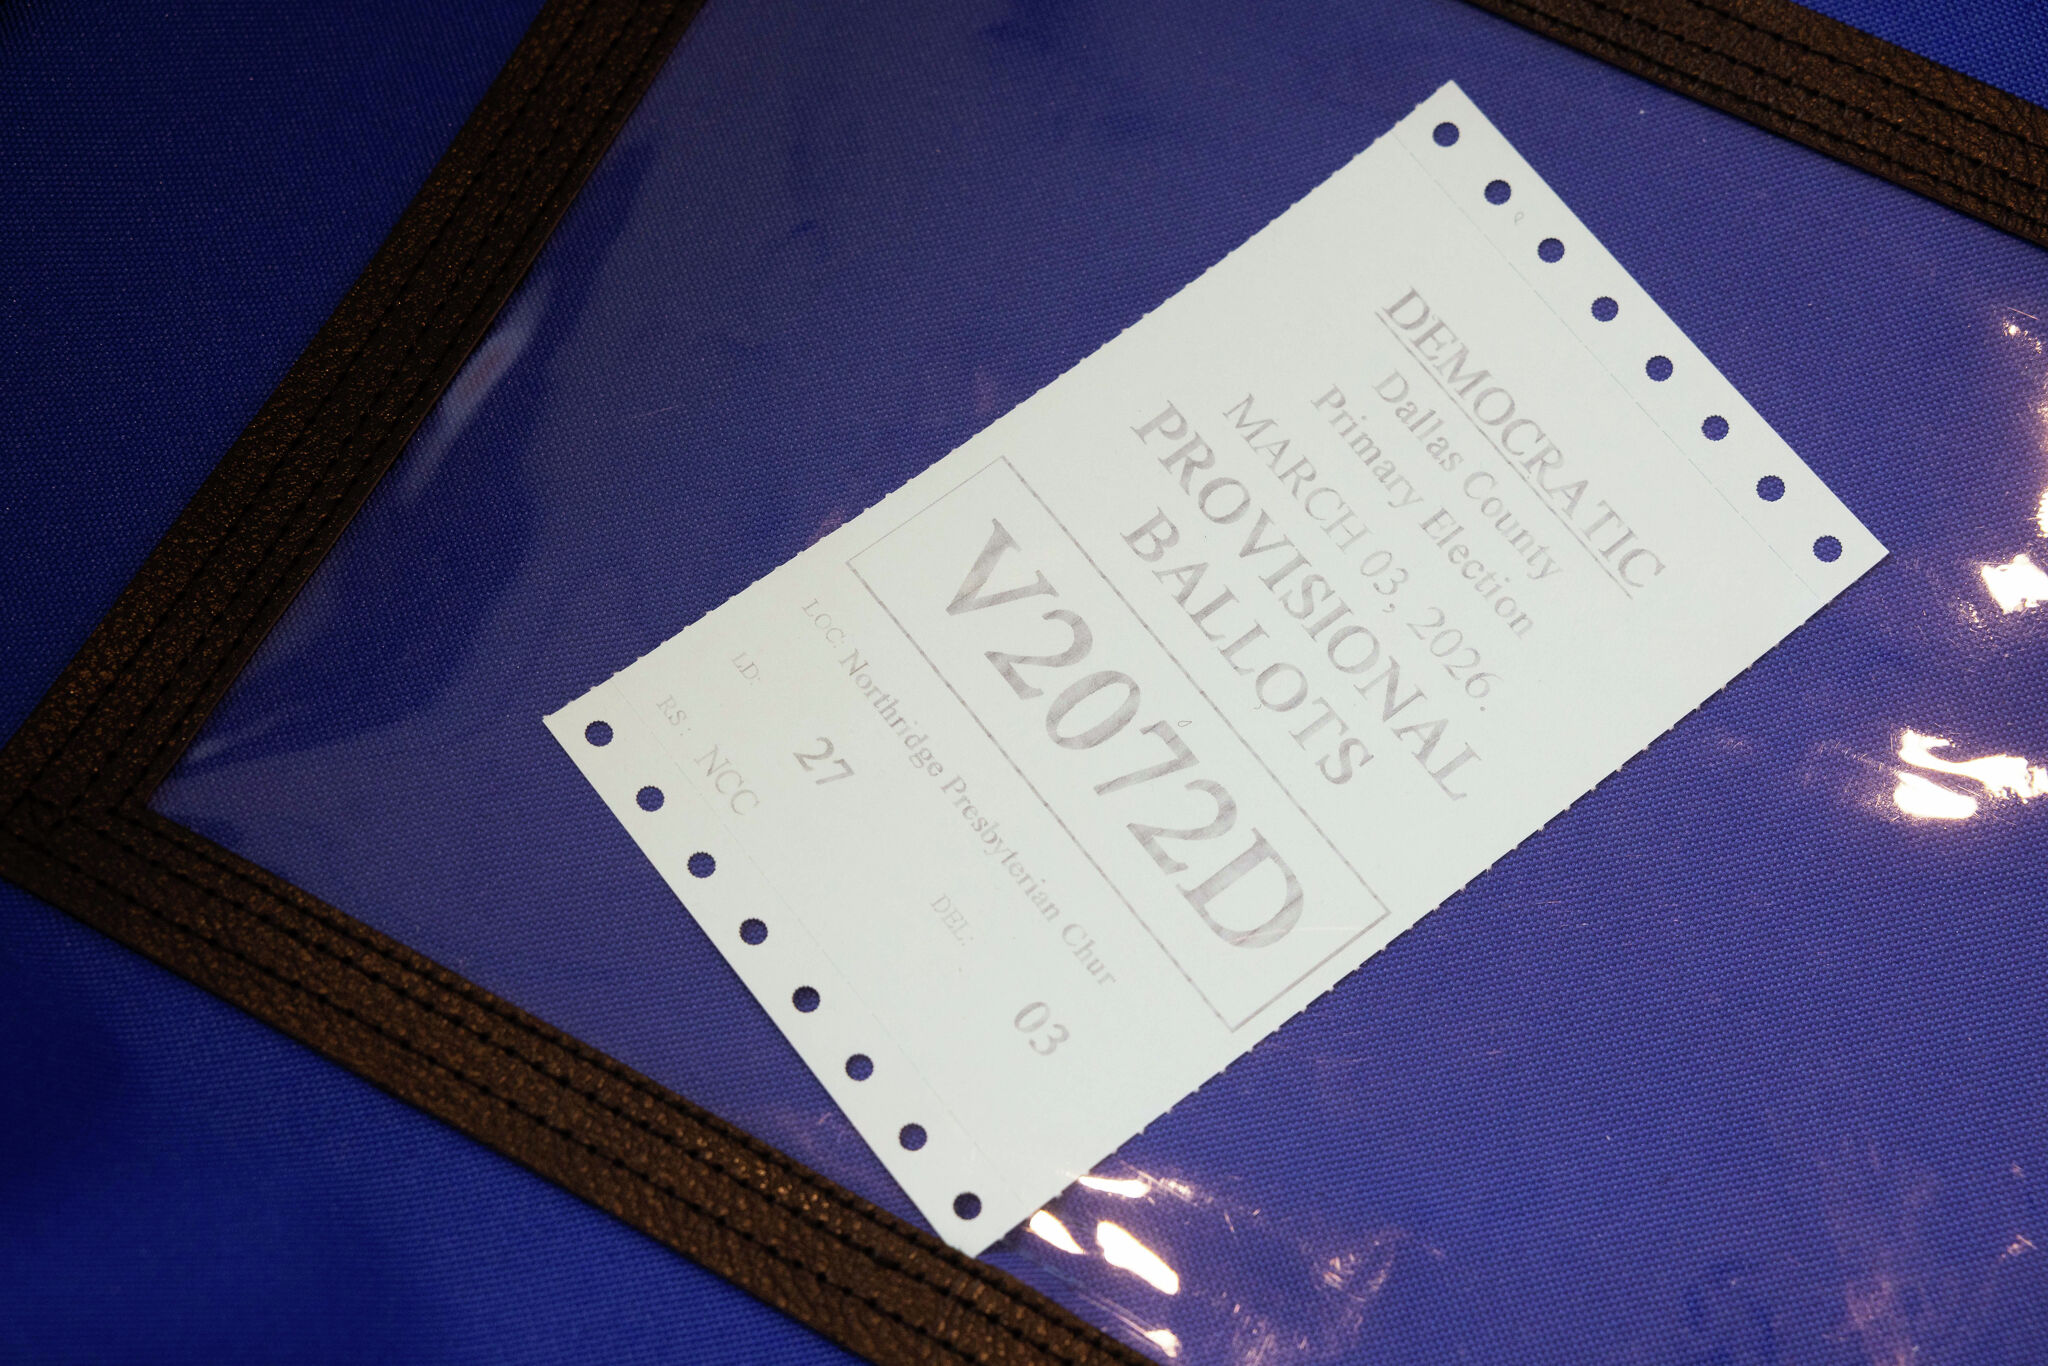 DEMOCRATIC
Dallas County
Primary Election
MARCH 03, 2026.
PROVISIONAL
BALLOTS
V2072D
LOC: Northridge Presbyterian Chur
LD: 27 DEL: 03
RS: NCC